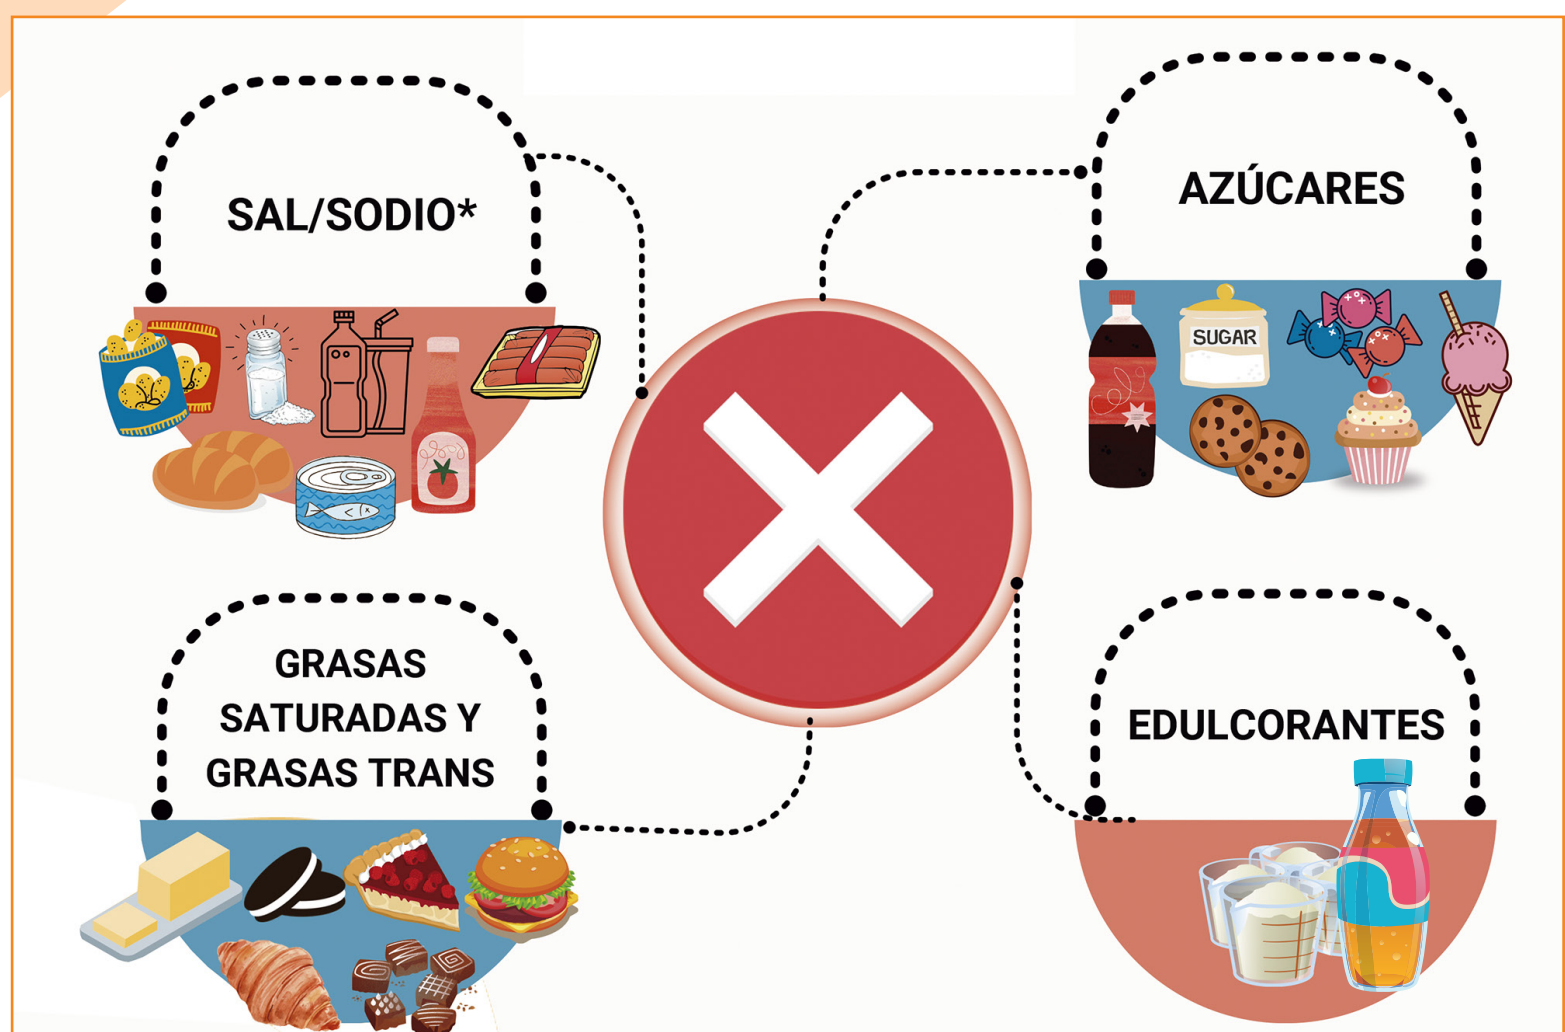 SAL/SODIO*
AZÚCARES
SUGAR
GRASAS
SATURADAS Y
GRASAS TRANS
EDULCORANTES